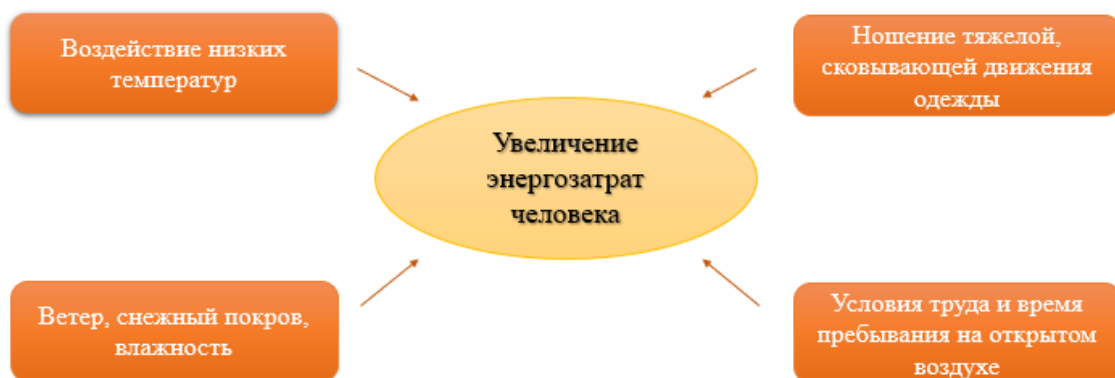 Воздействие низких
температур
Ношение тяжелой,
сковывающей движения
одежды
Увеличение
энергозатрат
человека
Ветер, снежный покров,
влажность
Условия труда и время
пребывания на открытом
воздухе